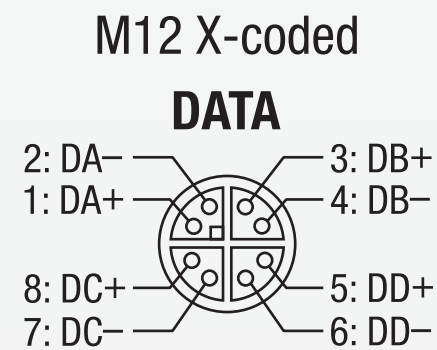 M12 X-coded
DATA
2: DA−
3: DB+
1: DA+
4: DB−
8: DC+
5: DD+
7: DC−
6: DD−